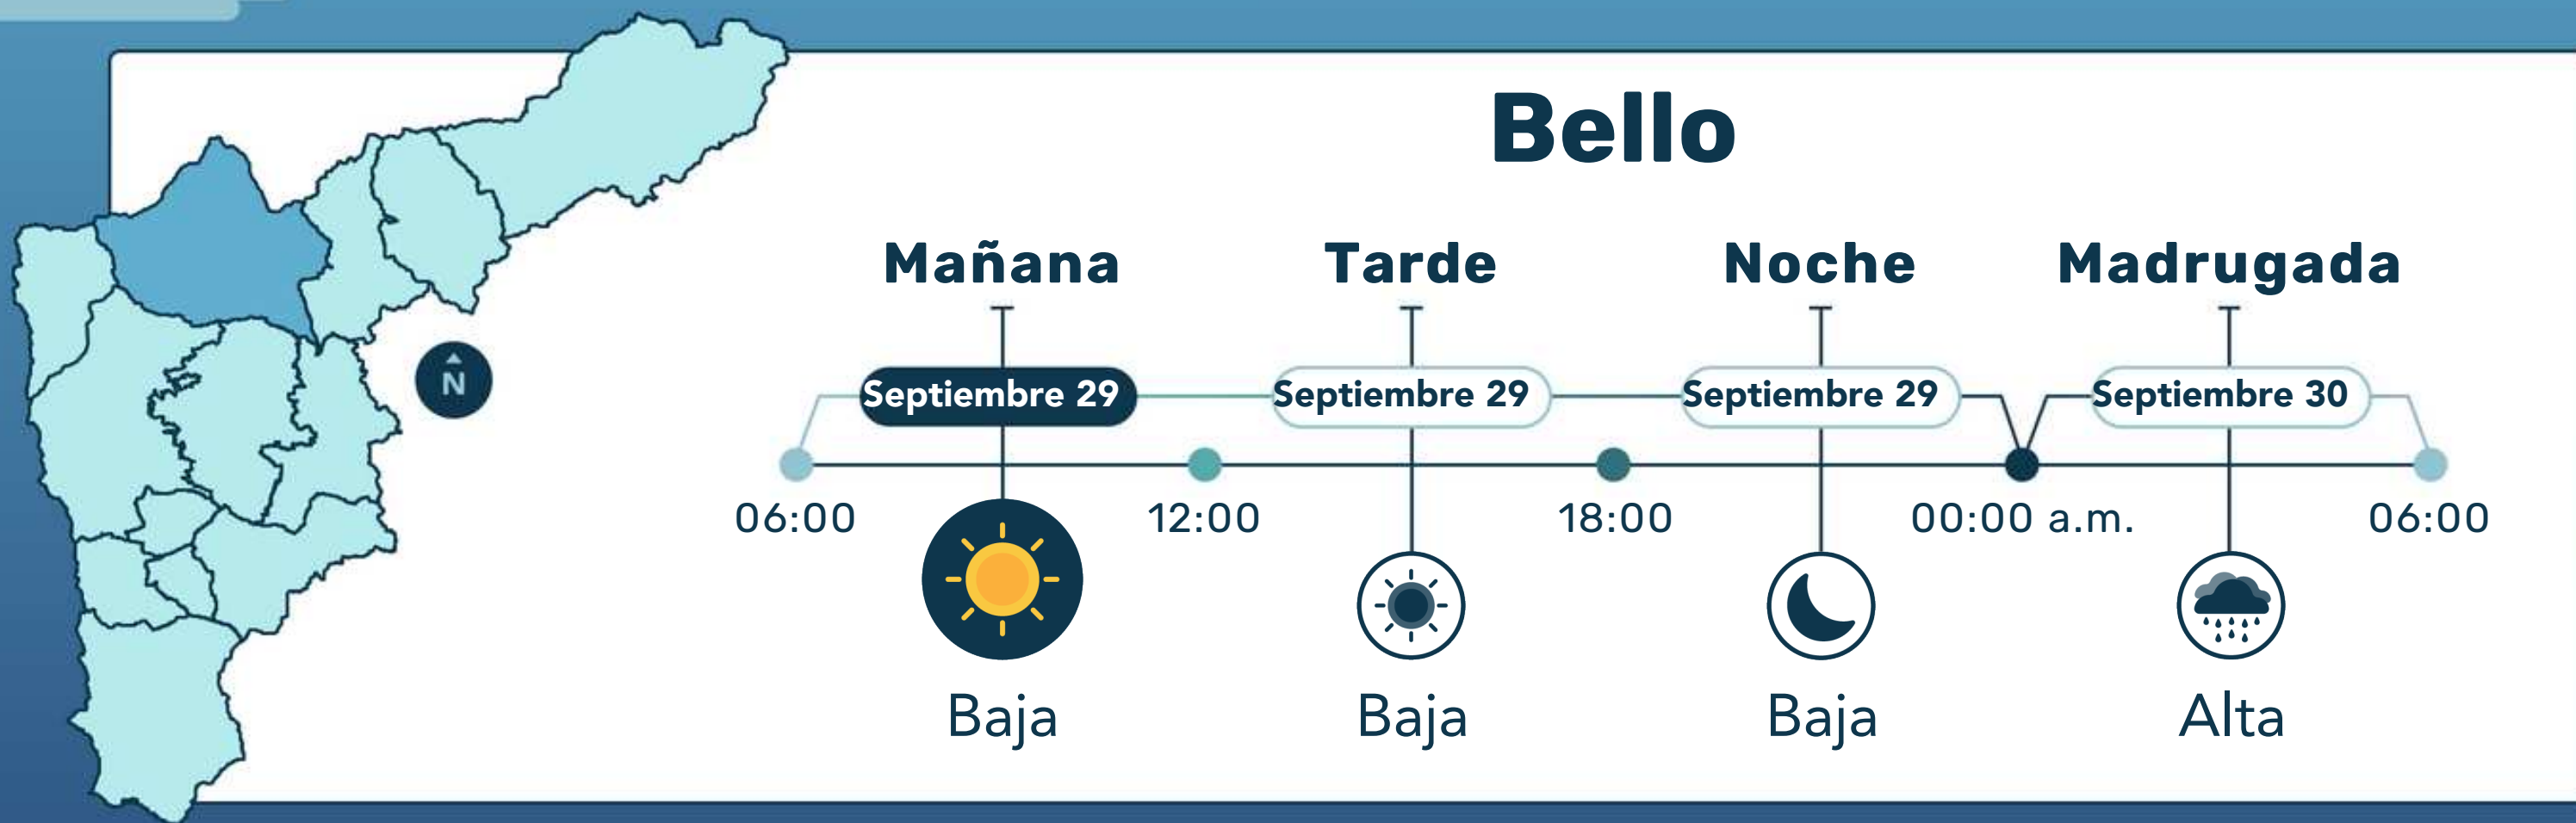 Bello
Mañana Tarde Noche Madrugada
N
Septiembre 29 Septiembre 29 Septiembre 29 Septiembre 30
06:00 12:00 18:00 00:00 a.m. 06:00
Baja Baja Baja Alta